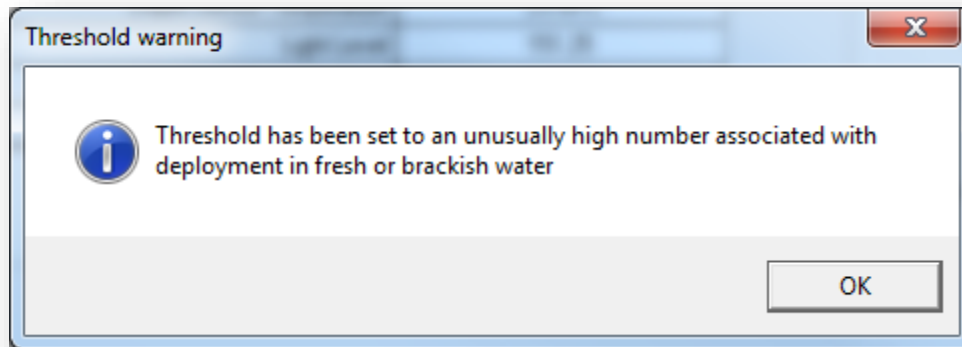 Threshold warning
Threshold has been set to an unusually high number associated with
deployment in fresh or brackish water
OK